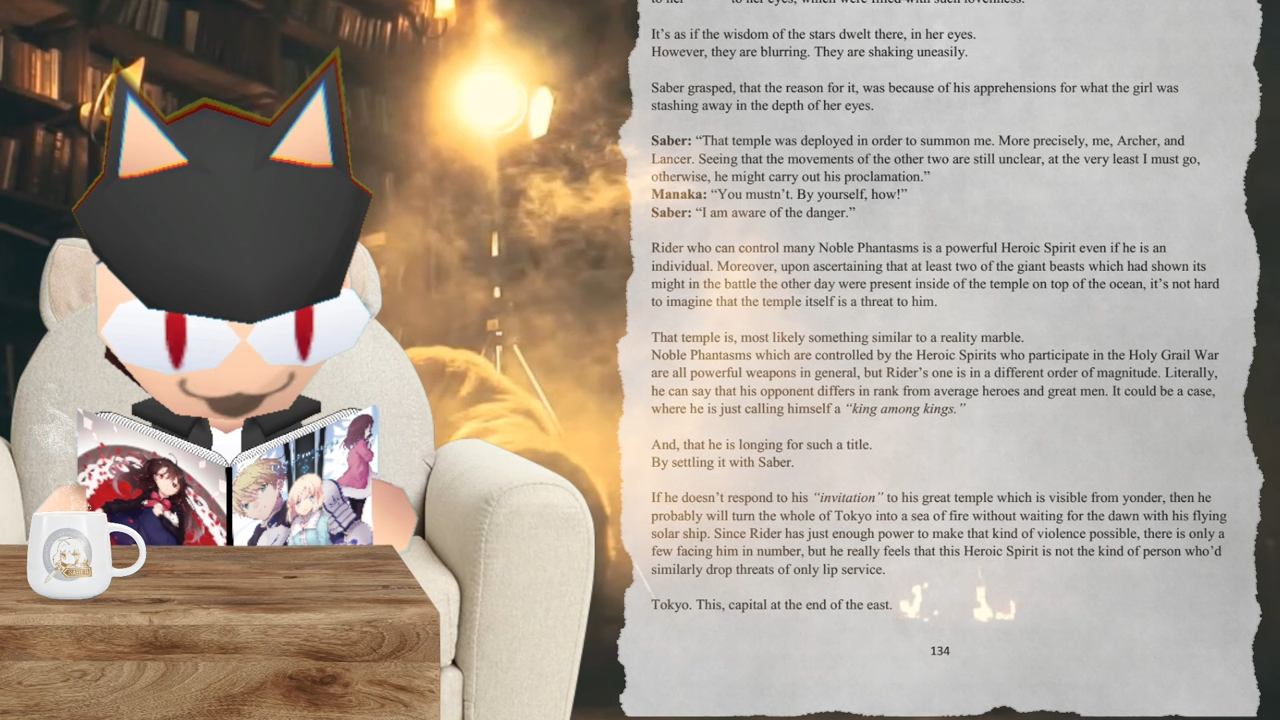 It's as if the wisdom of the stars dwelt there, in her eyes.
However, they are blurring. They are shaking uneasily.
Saber grasped, that the reason for it, was because of his apprehensions for what the girl was
stashing away in the depth of her eyes.
Saber: “That temple was deployed in order to summon me. More precisely, me, Archer, and
Lancer. Seeing that the movements of the other two are still unclear, at the very least I must go,
otherwise, he might carry out his proclamation.”
Manaka: “You mustn't. By yourself, how!”
Saber: “I am aware of the danger.”
Rider who can control many Noble Phantasms is a powerful Heroic Spirit even if he is an
individual. Moreover, upon ascertaining that at least two of the giant beasts which had shown its
might in the battle the other day were present inside of the temple on top of the ocean, it's not hard
to imagine that the temple itself is a threat to him.
That temple is, most likely something similar to a reality marble.
Noble Phantasms which are controlled by the Heroic Spirits who participate in the Holy Grail War
are all powerful weapons in general, but Rider's one is in a different order of magnitude. Literally,
he can say that his opponent differs in rank from average heroes and great men. It could be a case,
where he is just calling himself a “king among kings.”
And, that he is longing for such a title.
By settling it with Saber.
If he doesn't respond to his “invitation” to his great temple which is visible from yonder, then he
probably will turn the whole of Tokyo into a sea of fire without waiting for the dawn with his flying
solar ship. Since Rider has just enough power to make that kind of violence possible, there is only a
few facing him in number, but he really feels that this Heroic Spirit is not the kind of person who'd
similarly drop threats of only lip service.
Tokyo. This, capital at the end of the east.
134